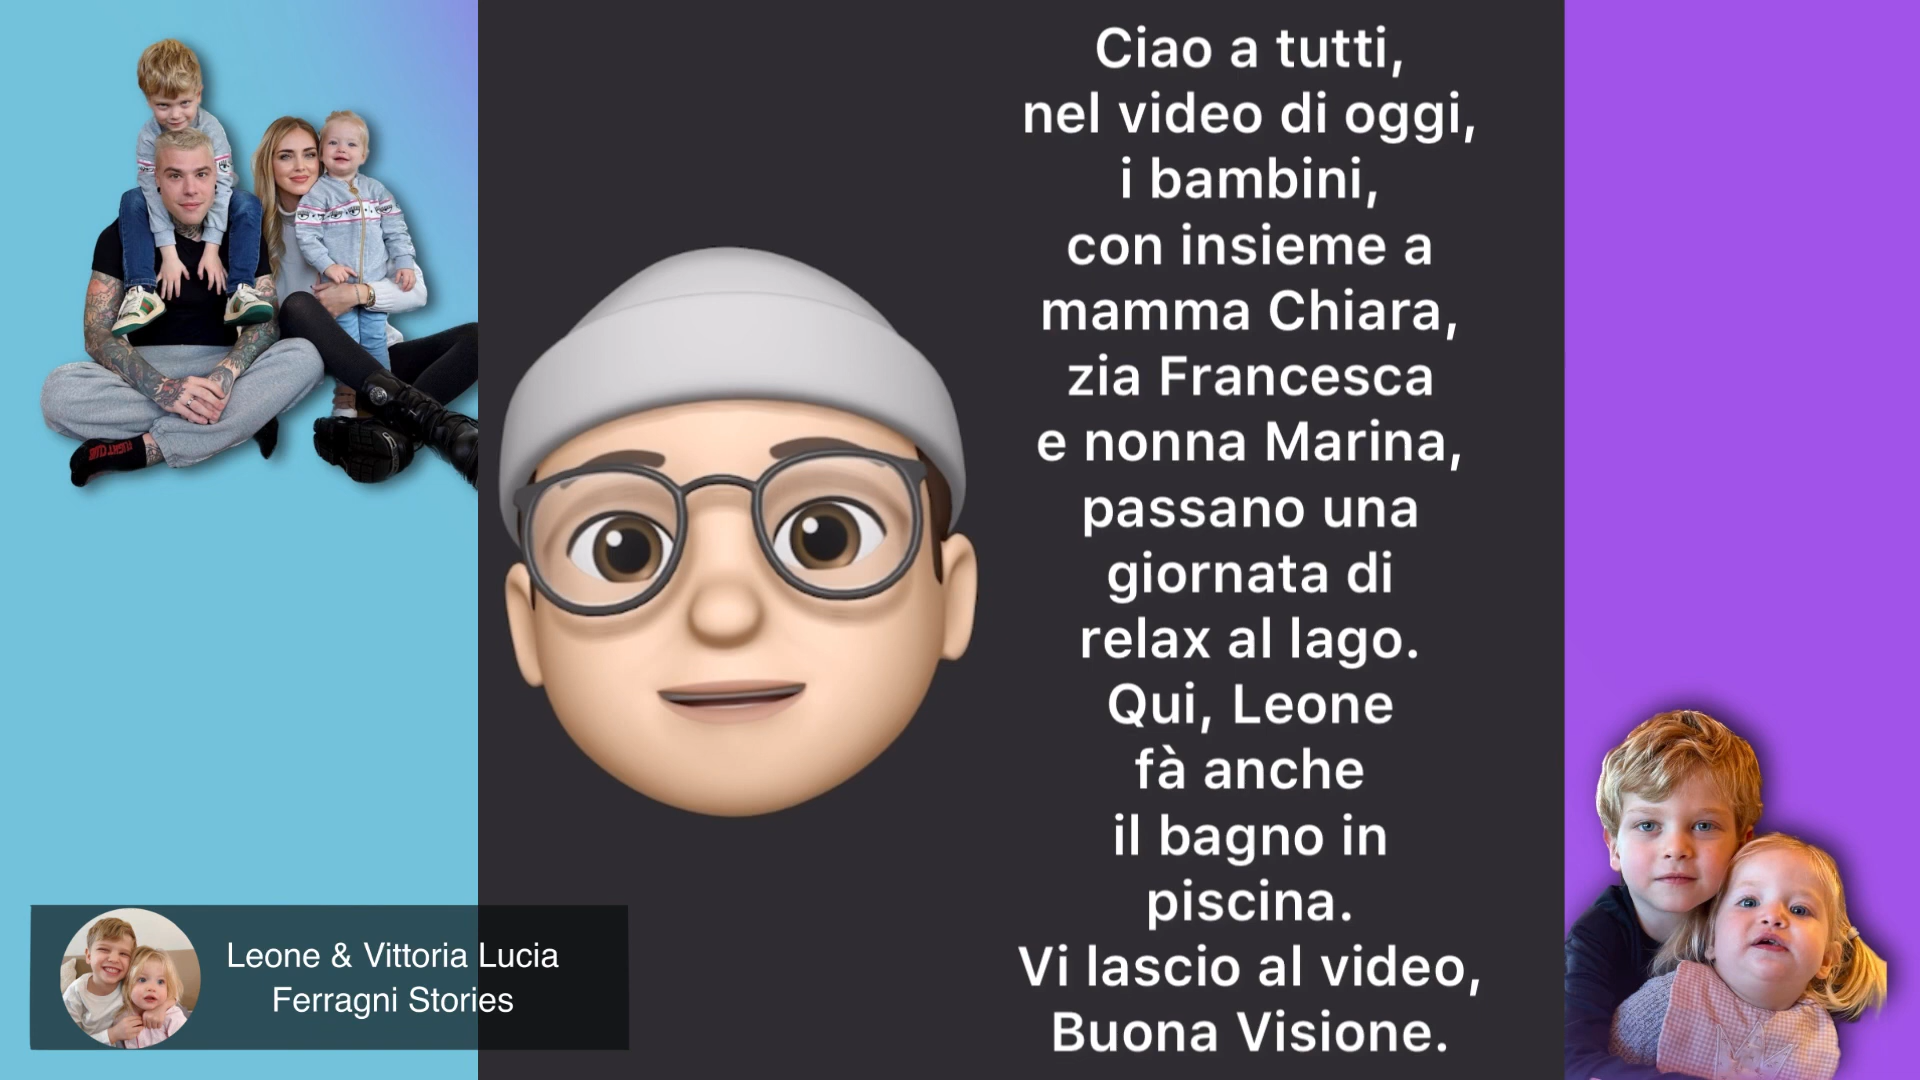 Ciao a tutti,
nel video di oggi,
i bambini,
con insieme a
mamma Chiara,
zia Francesca
e nonna Marina,
passano una
giornata di
relax al lago.
Qui, Leone
fà anche
il bagno in
piscina.
Vi lascio al video,
Buona Visione.
Leone & Vittoria Lucia
Ferragni Stories
FLIGHT CLUB